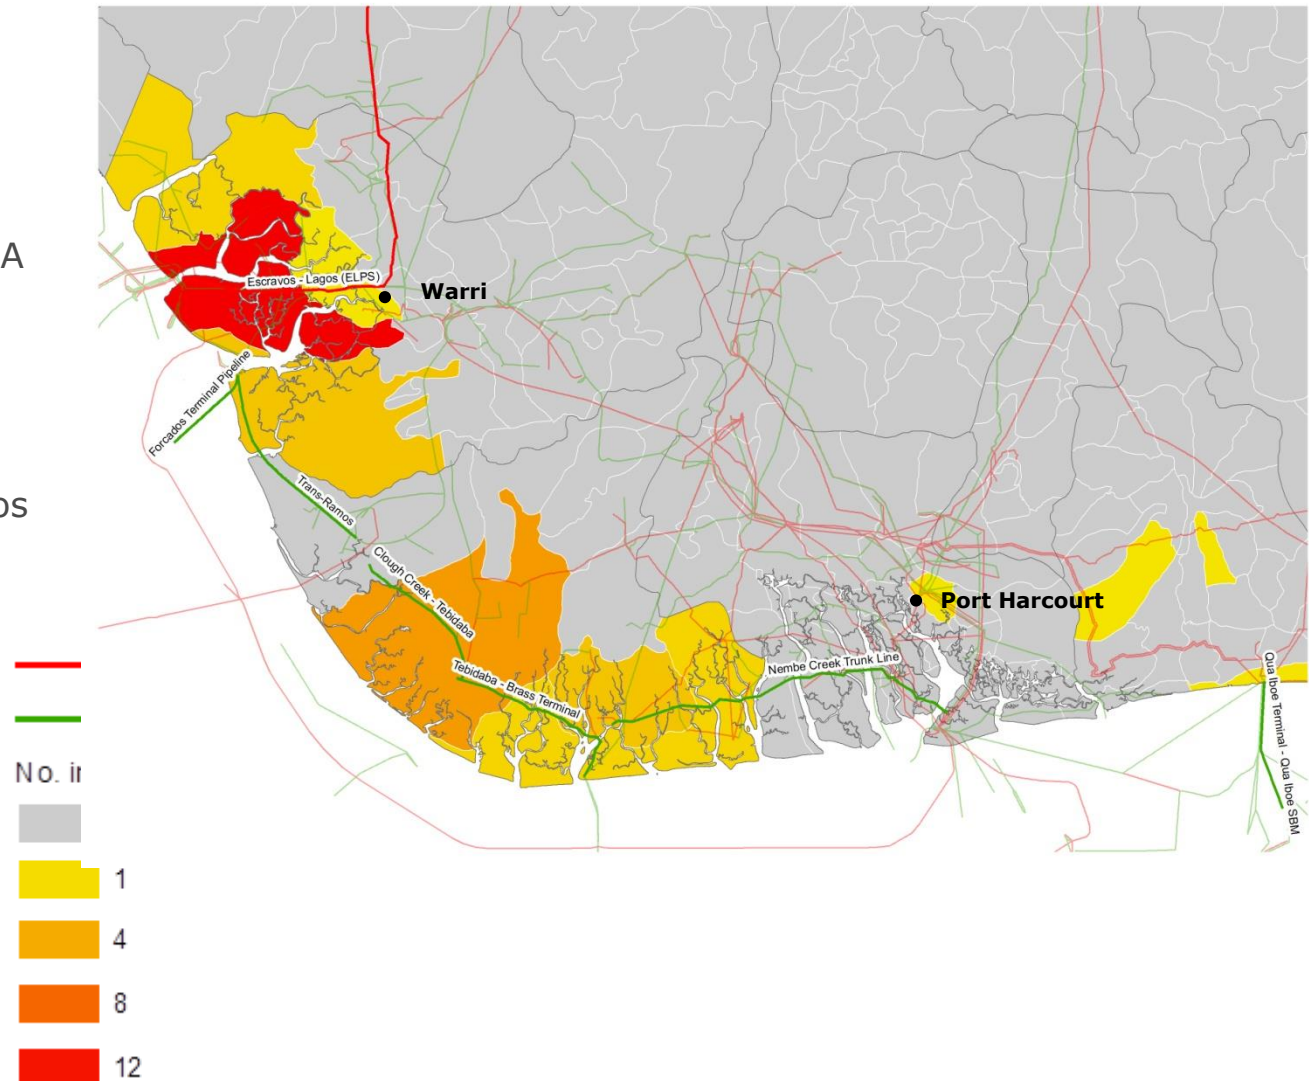 A
os
Escravos - Lagos (ELPS)
Warri
Forcados Terminal Pipeline
Trans-Ramos
Clough Creek - Tebidaba
Tebidaba - Brass Terminal
Nembe Creek Trunk Line
Port Harcourt
Qua Iboe Terminal - Qua Iboe SBM
No. in
1
4
8
12